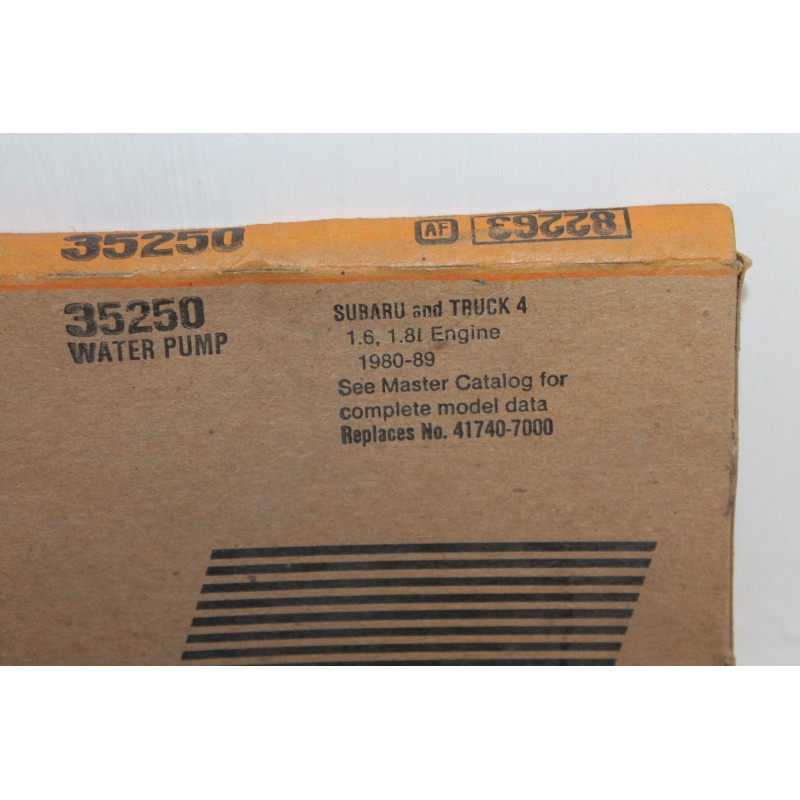 35250
AF 82263
35250
WATER PUMP
SUBARU and TRUCK 4
1.6, 1.8l Engine
1980-89
See Master Catalog for
complete model data
Replaces No. 41740-7000